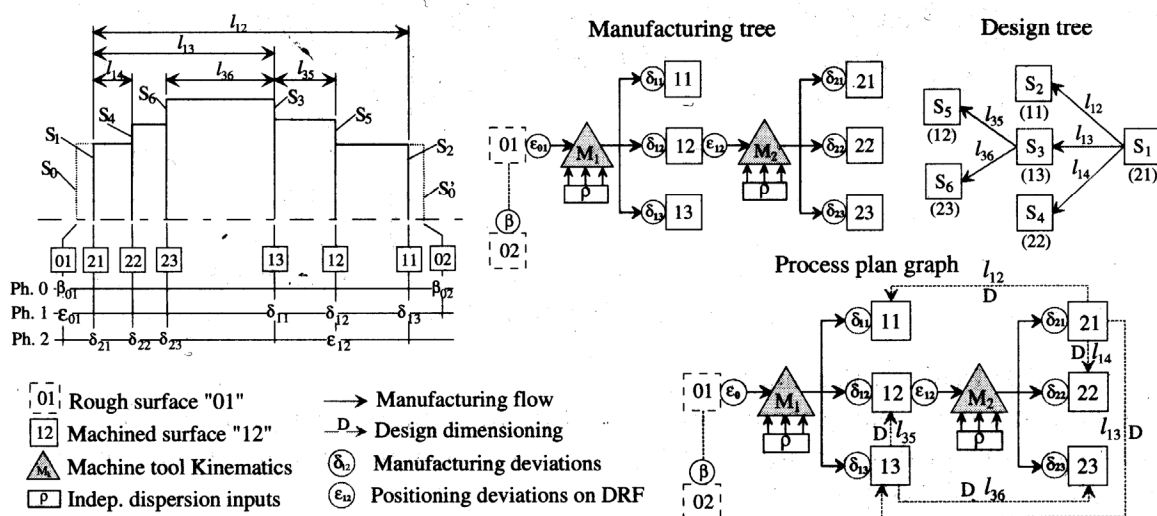 l12
l13
l14 l36 l35
S6 S3
S1 S4 S5
S0 S2
S0'
01 21 22 23 13 12 11 02
Ph. 0 β01 β02
Ph. 1 ε01 δ11 δ12 δ13
Ph. 2 δ21 δ22 δ23 ε12
01 Rough surface "01"
12 Machined surface "12"
Mk Machine tool Kinematics
ρ Indep. dispersion inputs
Manufacturing flow
D Design dimensioning
δ12 Manufacturing deviations
ε12 Positioning deviations on DRF
Manufacturing tree
δ11 11 δ21 21
01 ε01 M1 δ12 12 ε12 M2 δ22 22
ρ ρ
β
02 δ13 13 δ23 23
Design tree
S2
S5 l35 (11) l12
(12) l13
l36 S3 S1
S6 (13) l14 (21)
(23) S4
(22)
Process plan graph
l12
D
δ11 11 δ21 21
D l14
01 ε0 M1 δ12 12 ε12 M2 δ22 22
ρ D l35 ρ l13 D
β δ13 13 δ23 23
02 D l36